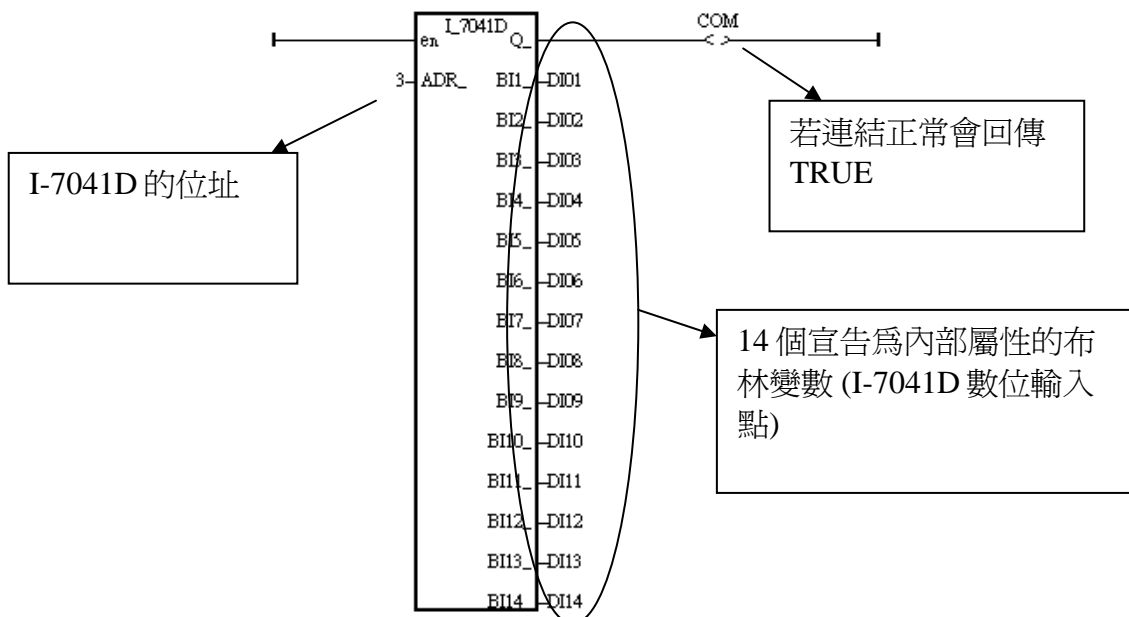 I_7041D
COM
en Q_
3 ADR_ BI1_ DI01
BI2_ DI02
BI3_ DI03
BI4_ DI04
BI5_ DI05
BI6_ DI06
BI7_ DI07
BI8_ DI08
BI9_ DI09
BI10_ DI10
BI11_ DI11
BI12_ DI12
BI13_ DI13
BI14_ DI14
I-7041D 的位址
若連結正常會回傳
TRUE
14 個宣告爲內部屬性的布
林變數 (I-7041D 數位輸入
點)